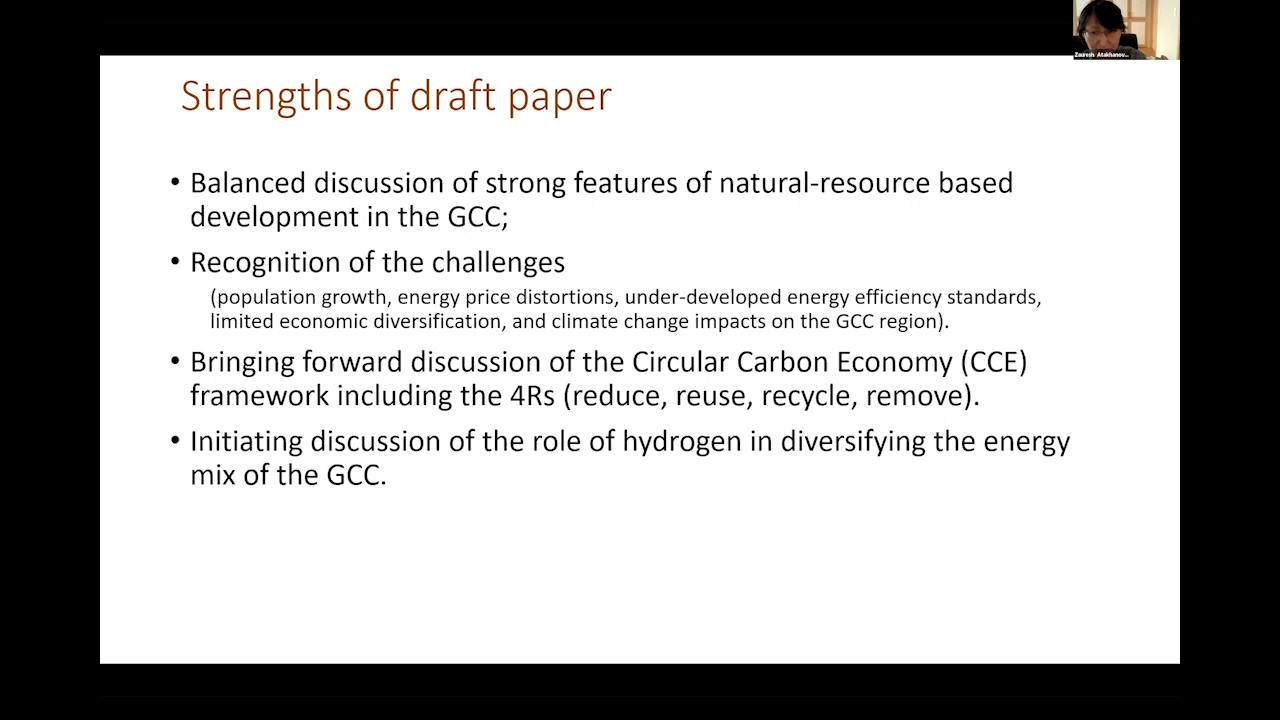 Zauresh Atakhanov...
Strengths of draft paper
• Balanced discussion of strong features of natural-resource based
development in the GCC;
• Recognition of the challenges
(population growth, energy price distortions, under-developed energy efficiency standards,
limited economic diversification, and climate change impacts on the GCC region).
• Bringing forward discussion of the Circular Carbon Economy (CCE)
framework including the 4Rs (reduce, reuse, recycle, remove).
• Initiating discussion of the role of hydrogen in diversifying the energy
mix of the GCC.